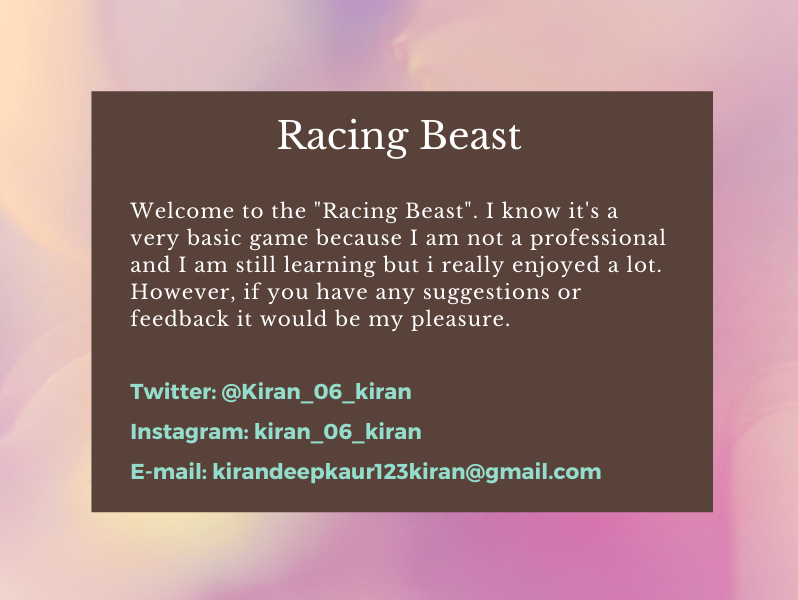 Racing Beast
Welcome to the "Racing Beast". I know it's a
very basic game because I am not a professional
and I am still learning but i really enjoyed a lot.
However, if you have any suggestions or
feedback it would be my pleasure.
Twitter: @Kiran_06_kiran
Instagram: kiran_06_kiran
E-mail: kirandeepkaur123kiran@gmail.com